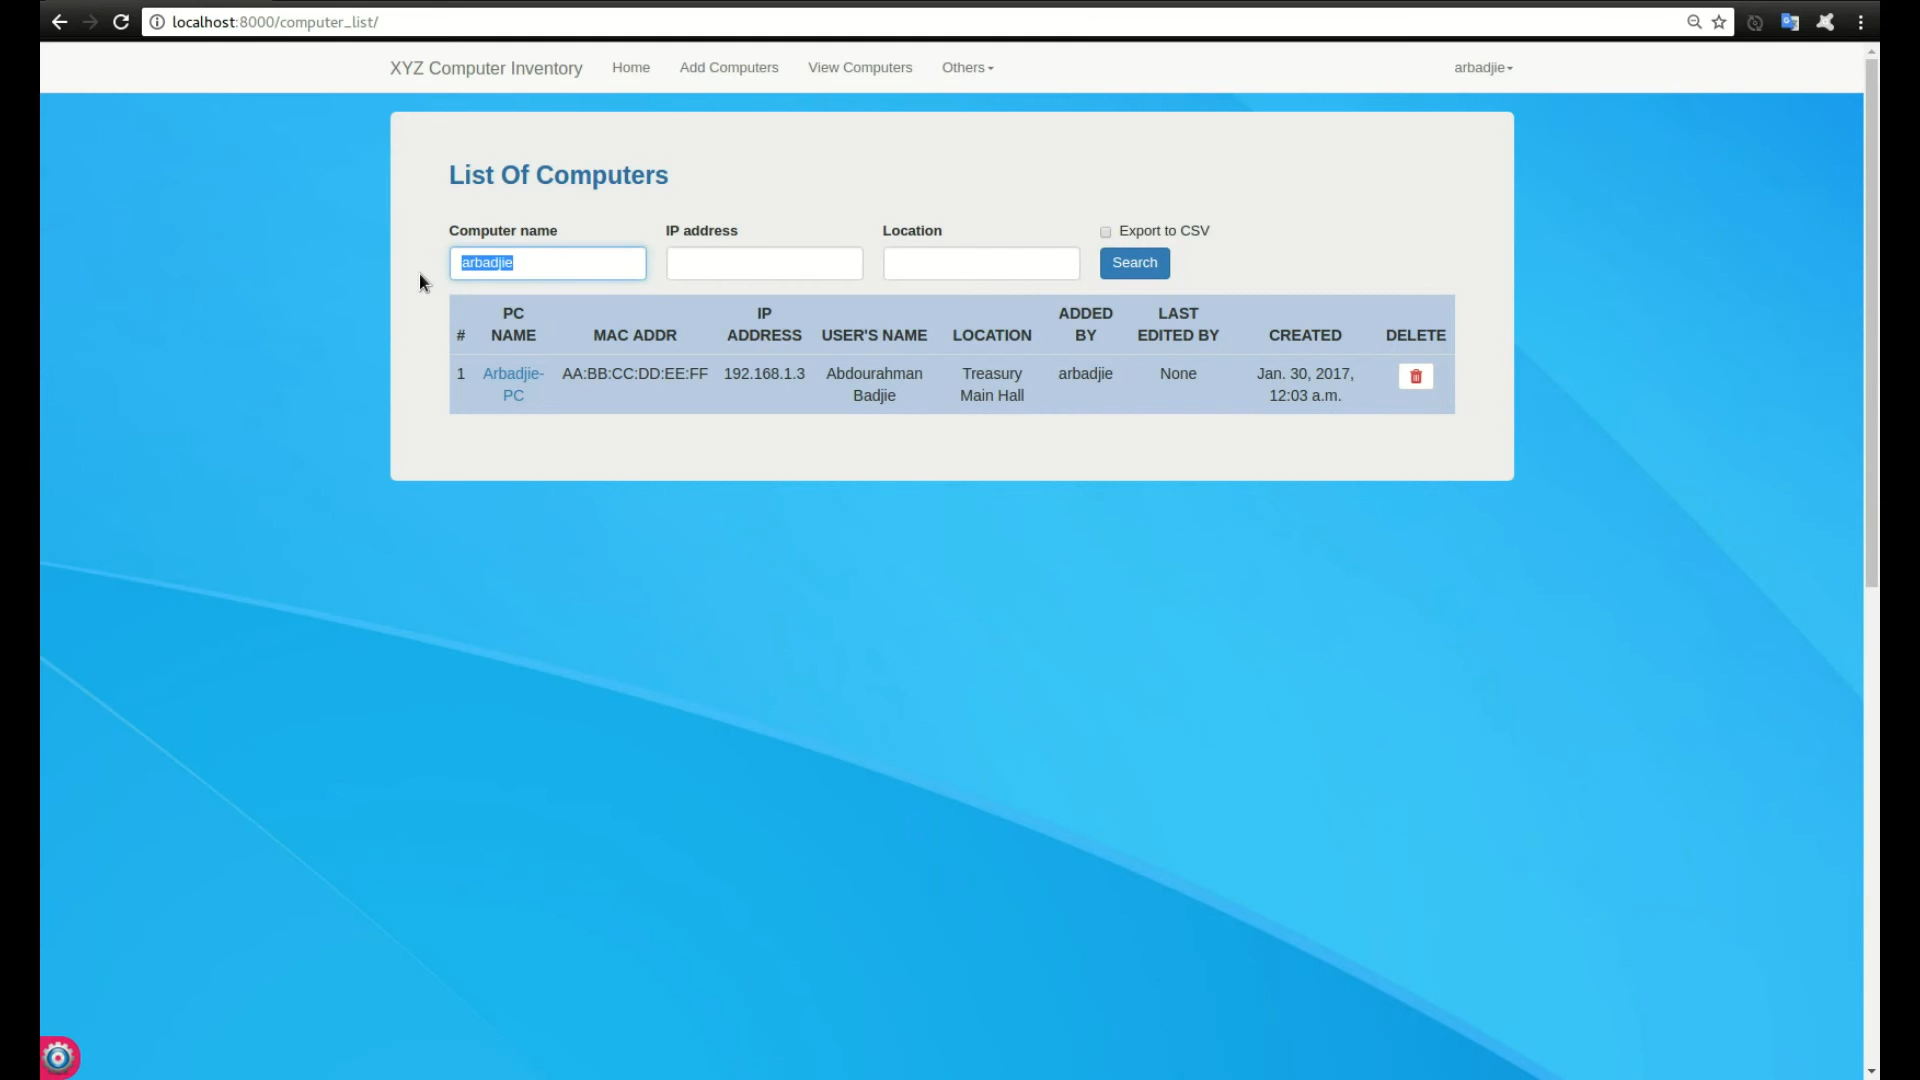 localhost:8000/computer_list/
XYZ Computer Inventory Home Add Computers View Computers Others arbadjie
List Of Computers
Computer name IP address Location Export to CSV
arbadjie Search
# PC NAME MAC ADDR IP ADDRESS USER'S NAME LOCATION ADDED BY LAST EDITED BY CREATED DELETE
1 Arbadjie-PC AA:BB:CC:DD:EE:FF 192.168.1.3 Abdourahman Badjie Treasury Main Hall arbadjie None Jan. 30, 2017, 12:03 a.m.